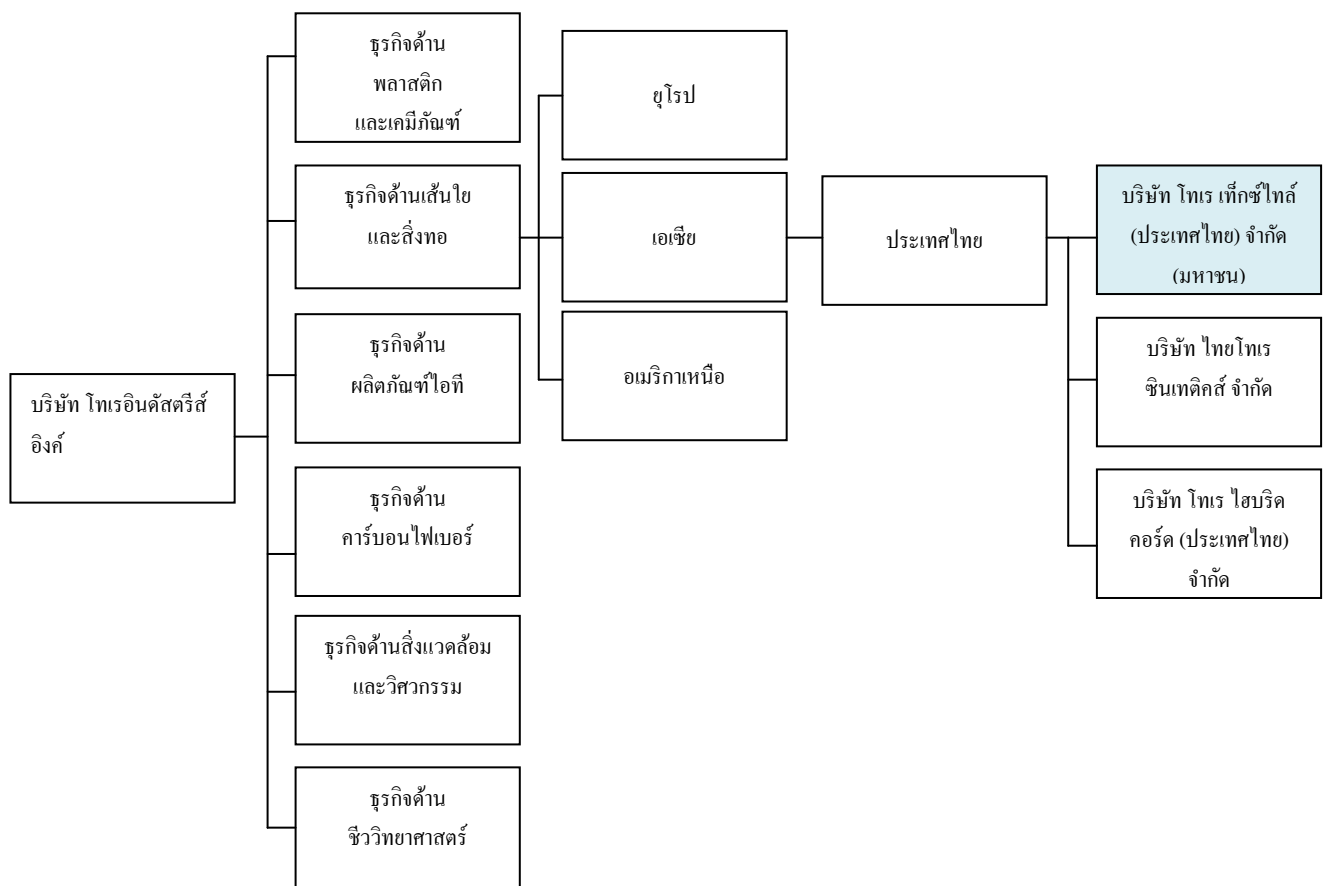 บริษัท โทเรอินดัสตรีส์
อิงค์
ธุรกิจด้าน
พลาสติก
และเคมีภัณฑ์
ธุรกิจด้านเส้นใย
และสิ่งทอ
ธุรกิจด้าน
ผลิตภัณฑ์ไอที
ธุรกิจด้าน
คาร์บอนไฟเบอร์
ธุรกิจด้านสิ่งแวดล้อม
และวิศวกรรม
ธุรกิจด้าน
ชีววิทยาศาสตร์
ยุโรป
เอเซีย
อเมริกาเหนือ
ประเทศไทย
บริษัท โทเร เท็กซ์ไทล์
(ประเทศไทย) จำกัด
(มหาชน)
บริษัท ไทยโทเร
ซินเทติคส์ จำกัด
บริษัท โทเร ไฮบริด
คอร์ด (ประเทศไทย)
จำกัด